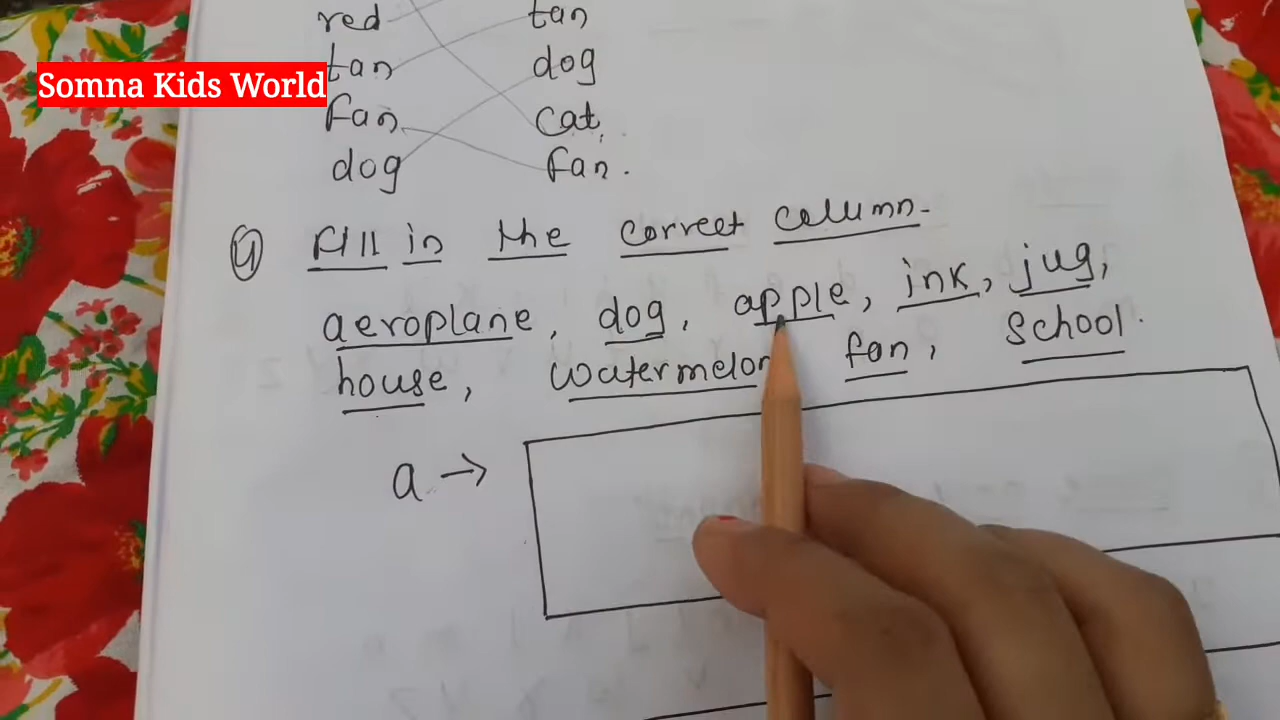 red tan
tan dog
Somna Kids World
fan cat
dog fan.
4 Fill in the correct column.
aeroplane, dog, apple, ink, jug,
house, watermelon fan, School.
a →